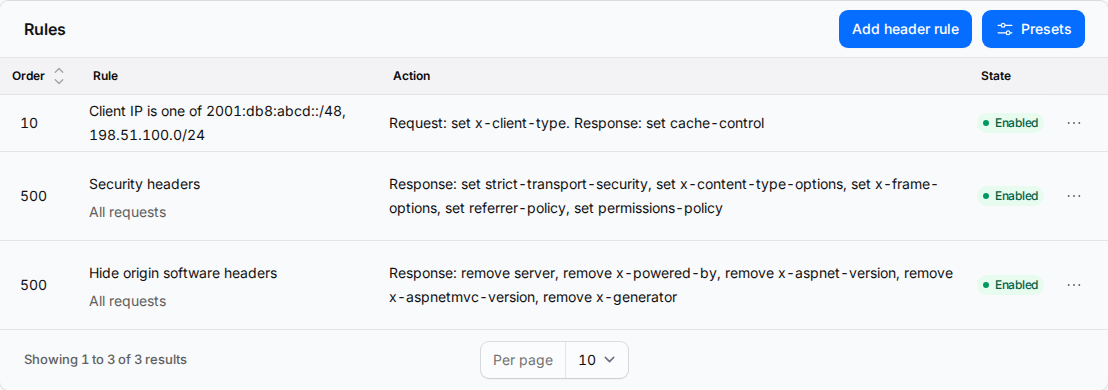 Rules
Add header rule
Presets
Order Rule Action State
10 Client IP is one of 2001:db8:abcd::/48, 198.51.100.0/24 Request: set x-client-type. Response: set cache-control Enabled ...
500 Security headers
All requests
Response: set strict-transport-security, set x-content-type-options, set x-frame-
options, set referrer-policy, set permissions-policy
Enabled ...
500 Hide origin software headers
All requests
Response: remove server, remove x-powered-by, remove x-aspnet-version, remove
x-aspnetmvc-version, remove x-generator
Enabled ...
Showing 1 to 3 of 3 results
Per page 10